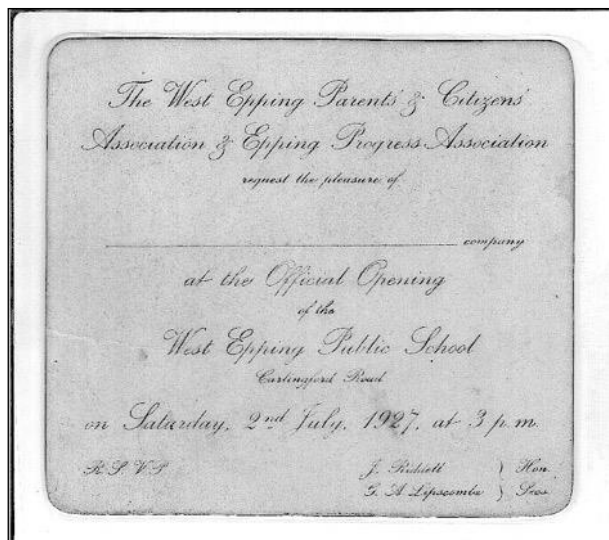 The West Epping Parents' & Citizens'
Association & Epping Progress Association
request the pleasure of
company
at the Official Opening
of the
West Epping Public School
Carlingford Road
on Saturday, 2nd July, 1927, at 3 p.m.
R.S.V.P. J. Riddell } Hon.
G. A. Lipscombe } Secs.